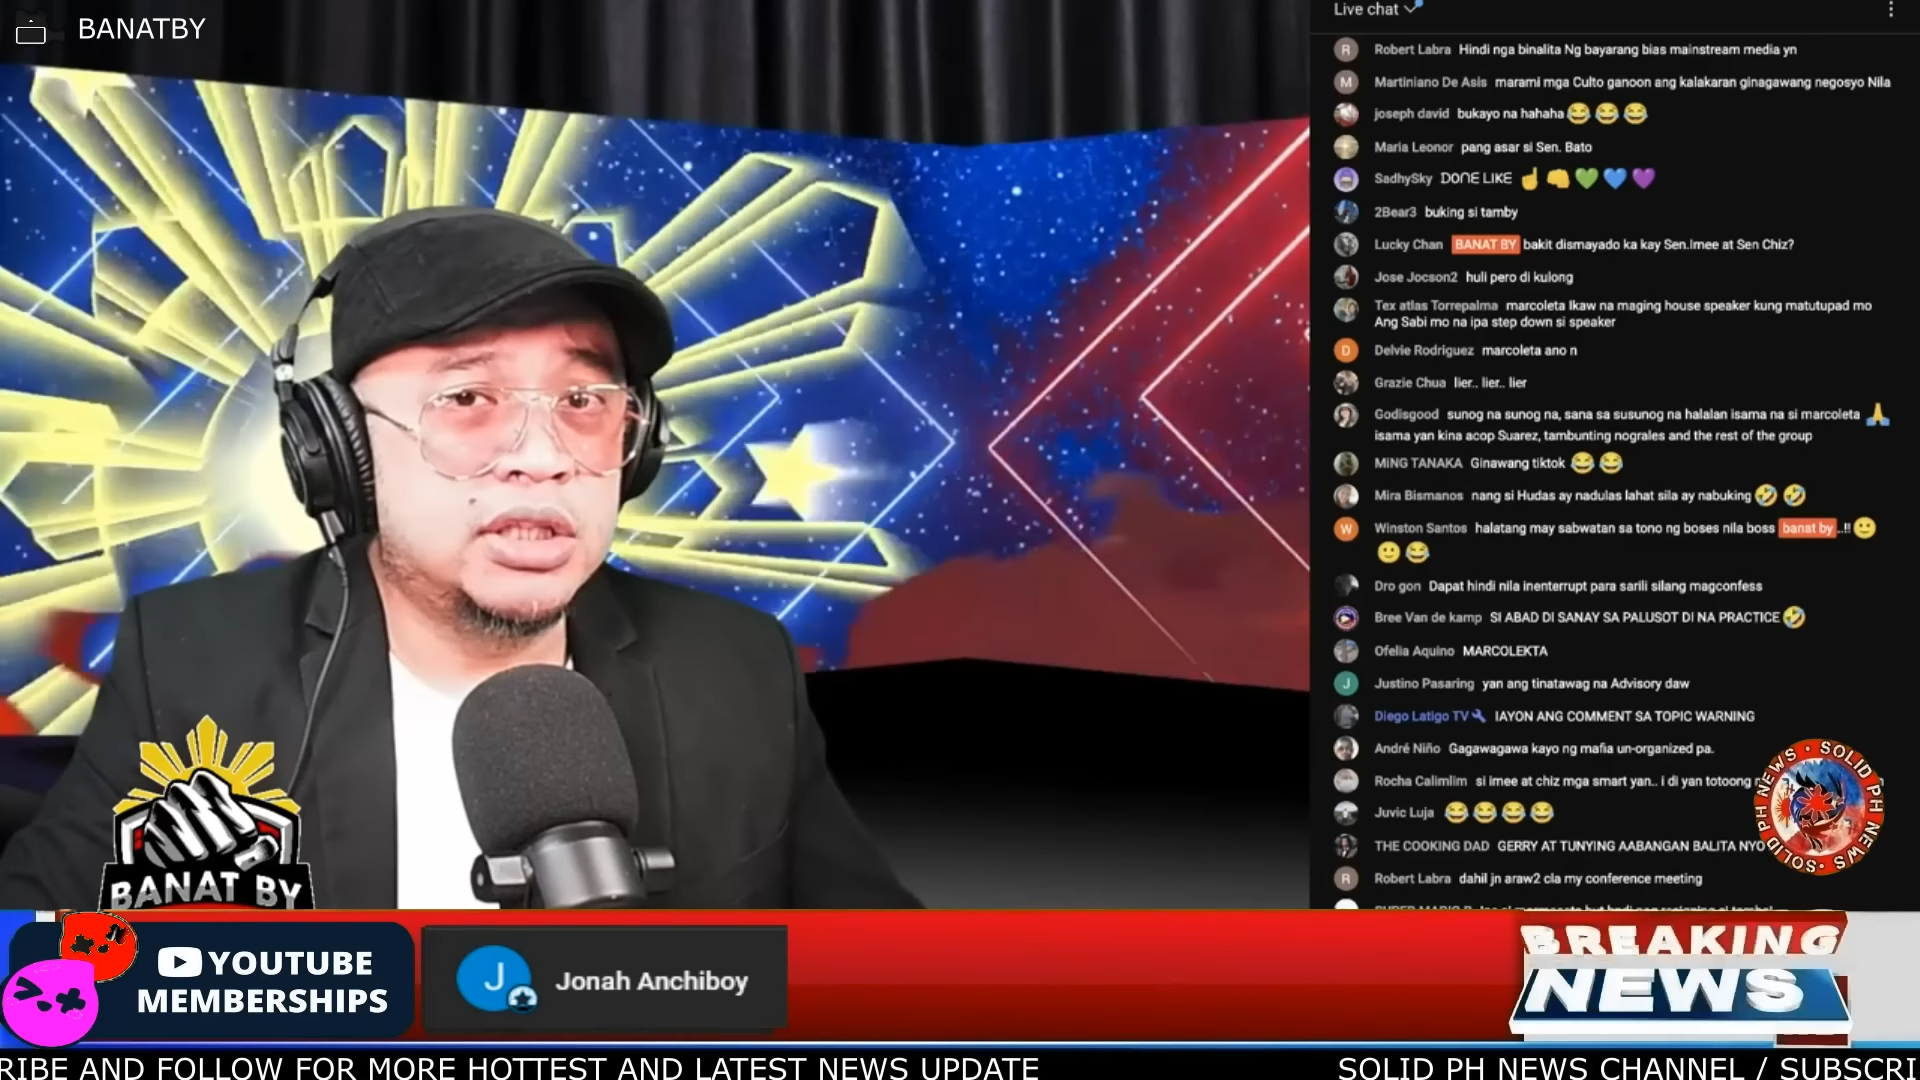 BANATBY
Live chat
R Robert Labra Hindi nga binalita Ng bayarang bias mainstream media yn
M Martiniano De Asis marami mga Culto ganoon ang kalakaran ginagawang negosyo Nila
joseph david bukayo na hahaha 😂😂😂
Maria Leonor pang asar si Sen. Bato
SadhySky DOnE LIKE ☝👊💚💙💜
2Bear3 buking si tamby
Lucky Chan BANAT BY bakit dismayado ka kay Sen.Imee at Sen Chiz?
Jose Jocson2 huli pero di kulong
Tex atlas Torrepalma marcoleta Ikaw na maging house speaker kung matutupad mo
Ang Sabi mo na ipa step down si speaker
D Delvie Rodriguez marcoleta ano n
Grazie Chua lier.. lier.. lier
Godisgood sunog na sunog na, sana sa susunog na halalan isama na si marcoleta 🙏
isama yan kina acop Suarez, tambunting nograles and the rest of the group
MiNG TANAKA Ginawang tiktok 😂😂
Mira Bismanos nang si Hudas ay nadulas lahat sila ay nabuking 🤣🤣
W Winston Santos halatang may sabwatan sa tono ng boses nila boss banat by..!! 🙂
🙂😂
Dro gon Dapat hindi nila inenterrupt para sarili silang magconfess
Bree Van de kamp SI ABAD DI SANAY SA PALUSOT DI NA PRACTICE 🤣
Ofelia Aquino MARCOLEKTA
J Justino Pasaring yan ang tinatawag na Advisory daw
Diego Latigo TV IAYON ANG COMMENT SA TOPIC WARNING
André Niño Gagawagawa kayo ng mafia un-organized pa.
Rocha Calimlim si imee at chiz mga smart yan.. i di yan totoong
Juvic Luja 😂😂😂😂
THE COOKING DAD GERRY AT TUNYING AABANGAN BALITA NYO
R Robert Labra dahil jn araw2 cla my conference meeting
SOLID PH NEWS • SOLID PH NEWS •
BANAT BY
YOUTUBE
MEMBERSHIPS
J Jonah Anchiboy
BREAKING
NEWS
RIBE AND FOLLOW FOR MORE HOTTEST AND LATEST NEWS UPDATE SOLID PH NEWS CHANNEL / SUBSCRI